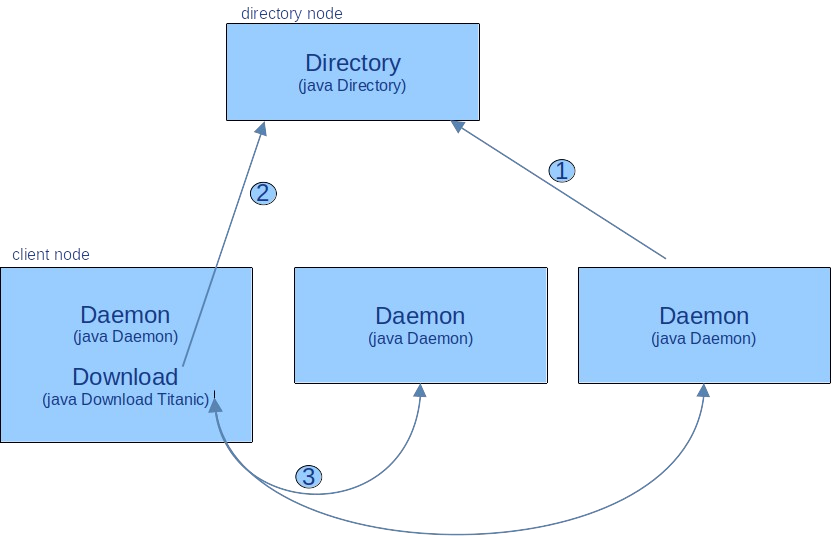 directory node
Directory
(java Directory)
1
2
client node
Daemon
(java Daemon)
Download
(java Download Titanic)
Daemon
(java Daemon)
Daemon
(java Daemon)
3